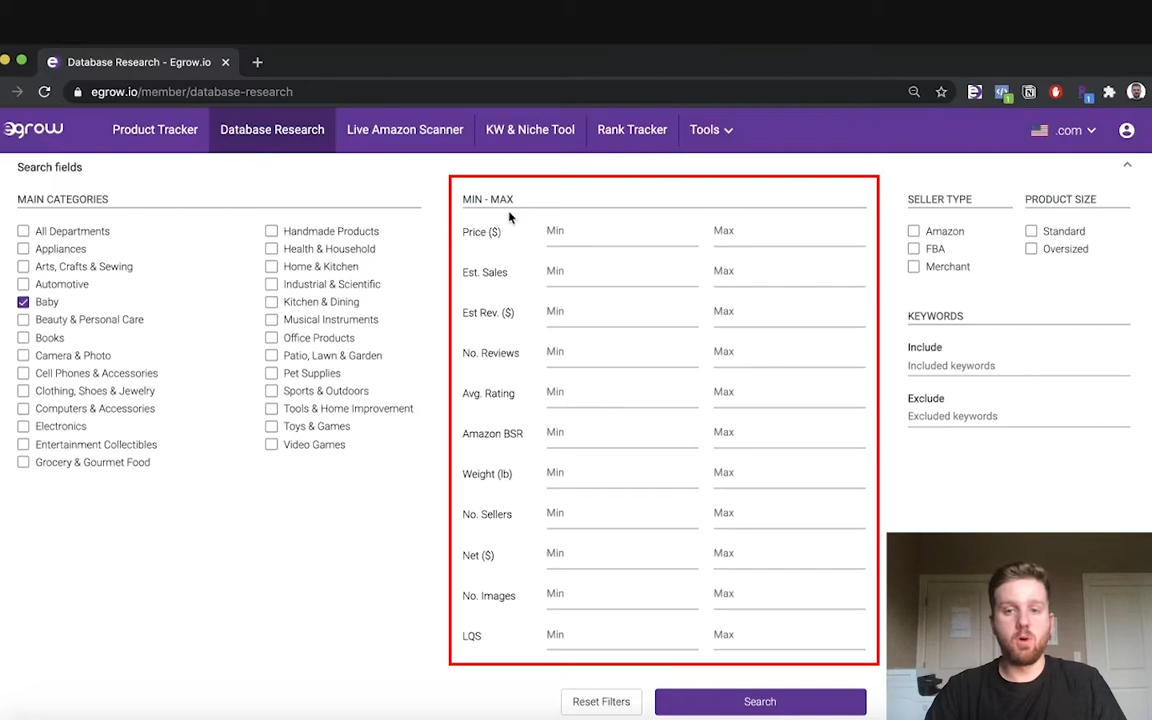 Database Research - Egrow.io
egrow.io/member/database-research
1
1
egrow
Product Tracker
Database Research
Live Amazon Scanner
KW & Niche Tool
Rank Tracker
Tools
.com
Search fields
MAIN CATEGORIES
All Departments
Appliances
Arts, Crafts & Sewing
Automotive
Baby
Beauty & Personal Care
Books
Camera & Photo
Cell Phones & Accessories
Clothing, Shoes & Jewelry
Computers & Accessories
Electronics
Entertainment Collectibles
Grocery & Gourmet Food
Handmade Products
Health & Household
Home & Kitchen
Industrial & Scientific
Kitchen & Dining
Musical Instruments
Office Products
Patio, Lawn & Garden
Pet Supplies
Sports & Outdoors
Tools & Home Improvement
Toys & Games
Video Games
MIN - MAX
Price ($) Min Max
Est. Sales Min Max
Est Rev. ($) Min Max
No. Reviews Min Max
Avg. Rating Min Max
Amazon BSR Min Max
Weight (lb) Min Max
No. Sellers Min Max
Net ($) Min Max
No. Images Min Max
LQS Min Max
Reset Filters
Search
SELLER TYPE
Amazon
FBA
Merchant
PRODUCT SIZE
Standard
Oversized
KEYWORDS
Include
Included keywords
Exclude
Excluded keywords